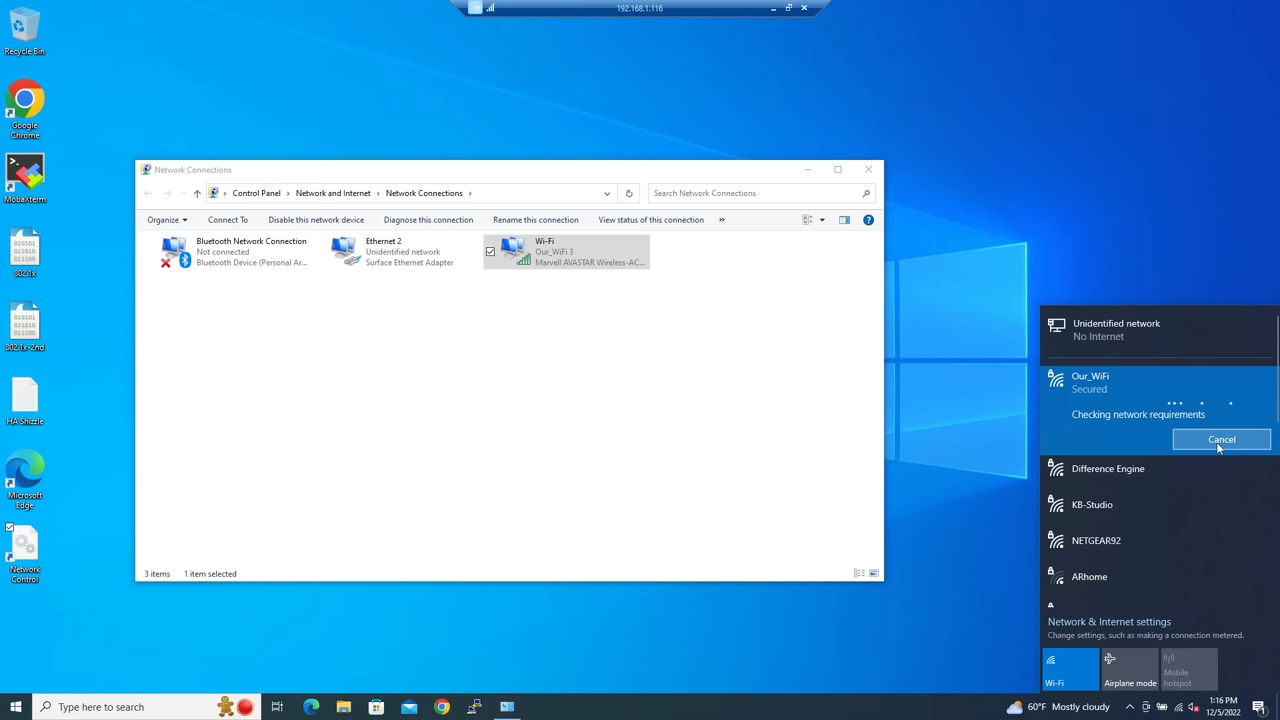 192.168.1.116
Recycle Bin
Google
Chrome
MobaXterm
802.1x
802.1x-2nd
HA Shizzle
Microsoft
Edge
Network
Control
Network Connections
Control Panel
Network and Internet
Network Connections
Search Network Connections
Organize
Connect To
Disable this network device
Diagnose this connection
Rename this connection
View status of this connection
»
Bluetooth Network Connection
Not connected
Bluetooth Device (Personal Ar...
Ethernet 2
Unidentified network
Surface Ethernet Adapter
Wi-Fi
Our_WiFi 3
Marvell AVASTAR Wireless-AC...
3 items
1 item selected
Unidentified network
No Internet
Our_WiFi
Secured
Checking network requirements
Cancel
Difference Engine
KB-Studio
NETGEAR92
ARhome
Network & Internet settings
Change settings, such as making a connection metered.
Wi-Fi
Airplane mode
Mobile
hotspot
Type here to search
60°F Mostly cloudy
1:16 PM
12/5/2022